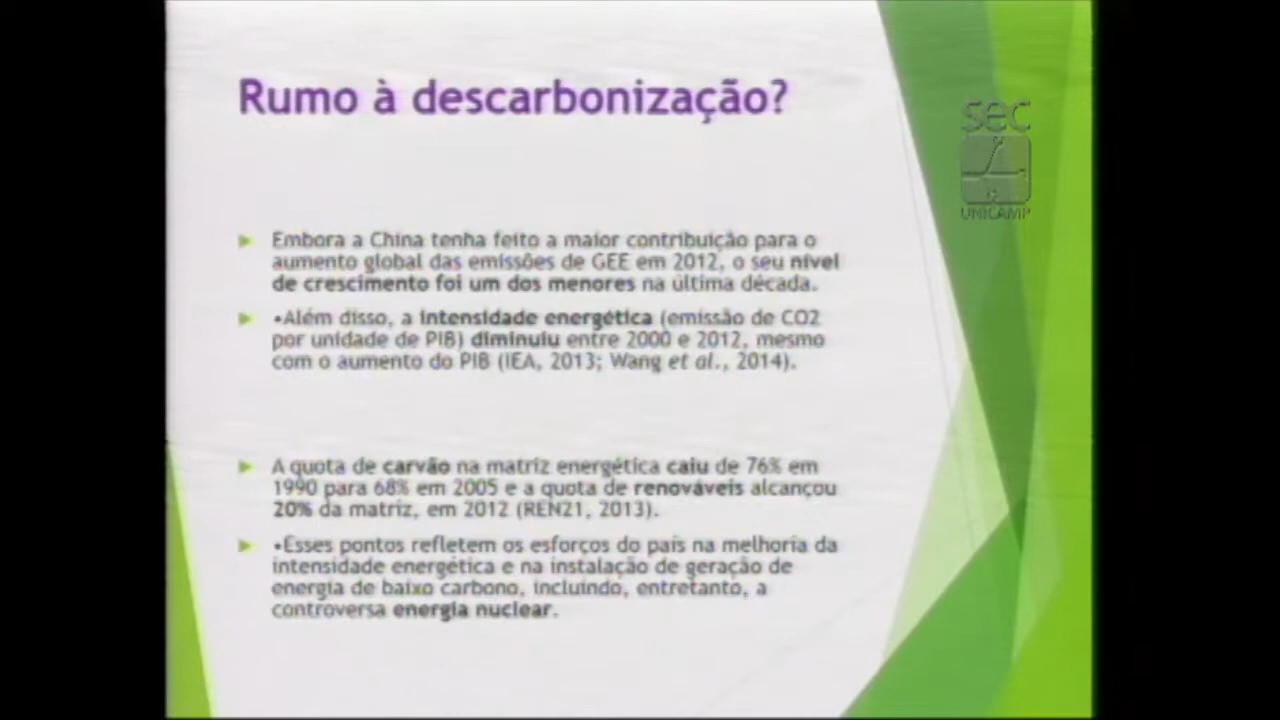 Rumo à descarbonização?
sec
UNICAMP
Embora a China tenha feito a maior contribuição para o
aumento global das emissões de GEE em 2012, o seu nível
de crescimento foi um dos menores na última década.
•Além disso, a intensidade energética (emissão de CO2
por unidade de PIB) diminuiu entre 2000 e 2012, mesmo
com o aumento do PIB (IEA, 2013; Wang et al., 2014).
A quota de carvão na matriz energética caiu de 76% em
1990 para 68% em 2005 e a quota de renováveis alcançou
20% da matriz, em 2012 (REN21, 2013).
•Esses pontos refletem os esforços do país na melhoria da
intensidade energética e na instalação de geração de
energia de baixo carbono, incluindo, entretanto, a
controversa energia nuclear.